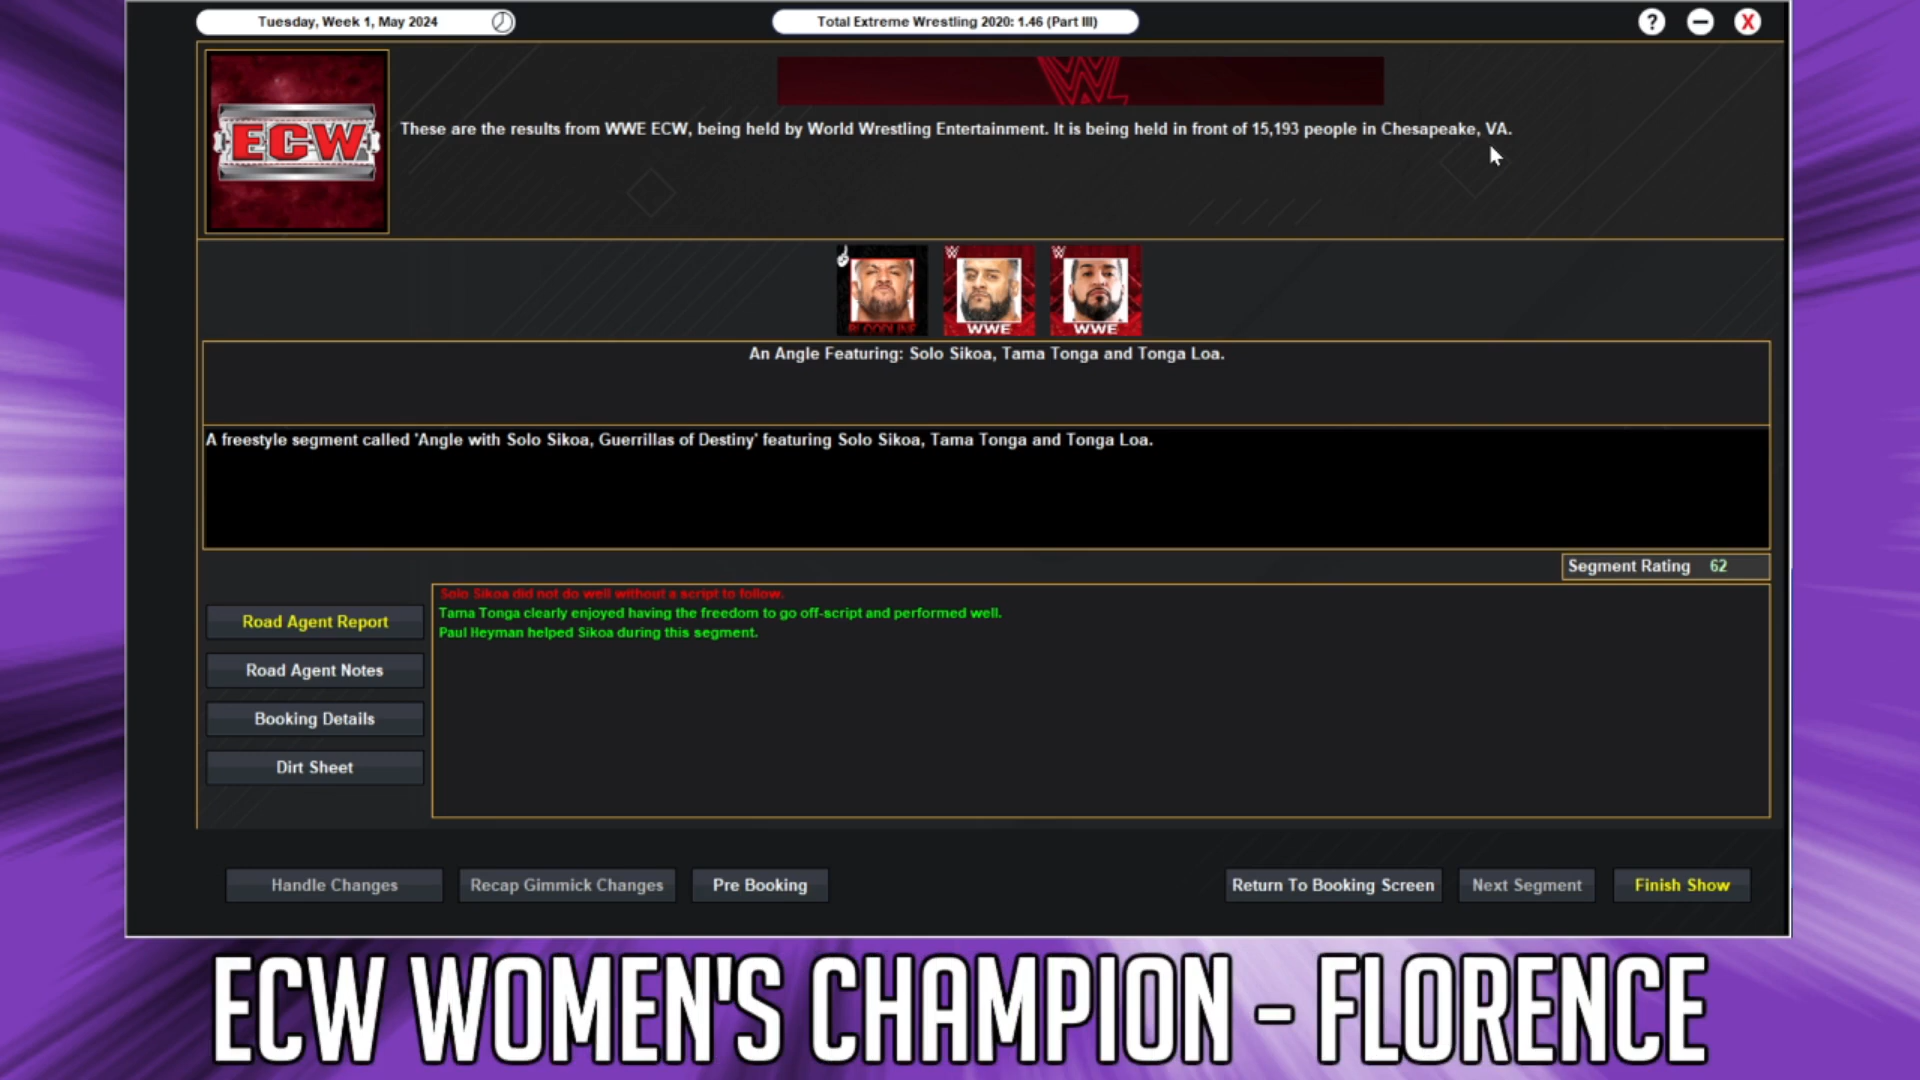 Tuesday, Week 1, May 2024
Total Extreme Wrestling 2020: 1.46 (Part III)
?
X
ECW
These are the results from WWE ECW, being held by World Wrestling Entertainment. It is being held in front of 15,193 people in Chesapeake, VA.
BLOODLINE
WWE
WWE
An Angle Featuring: Solo Sikoa, Tama Tonga and Tonga Loa.
A freestyle segment called 'Angle with Solo Sikoa, Guerrillas of Destiny' featuring Solo Sikoa, Tama Tonga and Tonga Loa.
Segment Rating 62
Solo Sikoa did not do well without a script to follow.
Tama Tonga clearly enjoyed having the freedom to go off-script and performed well.
Paul Heyman helped Sikoa during this segment.
Road Agent Report
Road Agent Notes
Booking Details
Dirt Sheet
Handle Changes
Recap Gimmick Changes
Pre Booking
Return To Booking Screen
Next Segment
Finish Show
ECW WOMEN'S CHAMPION - FLORENCE